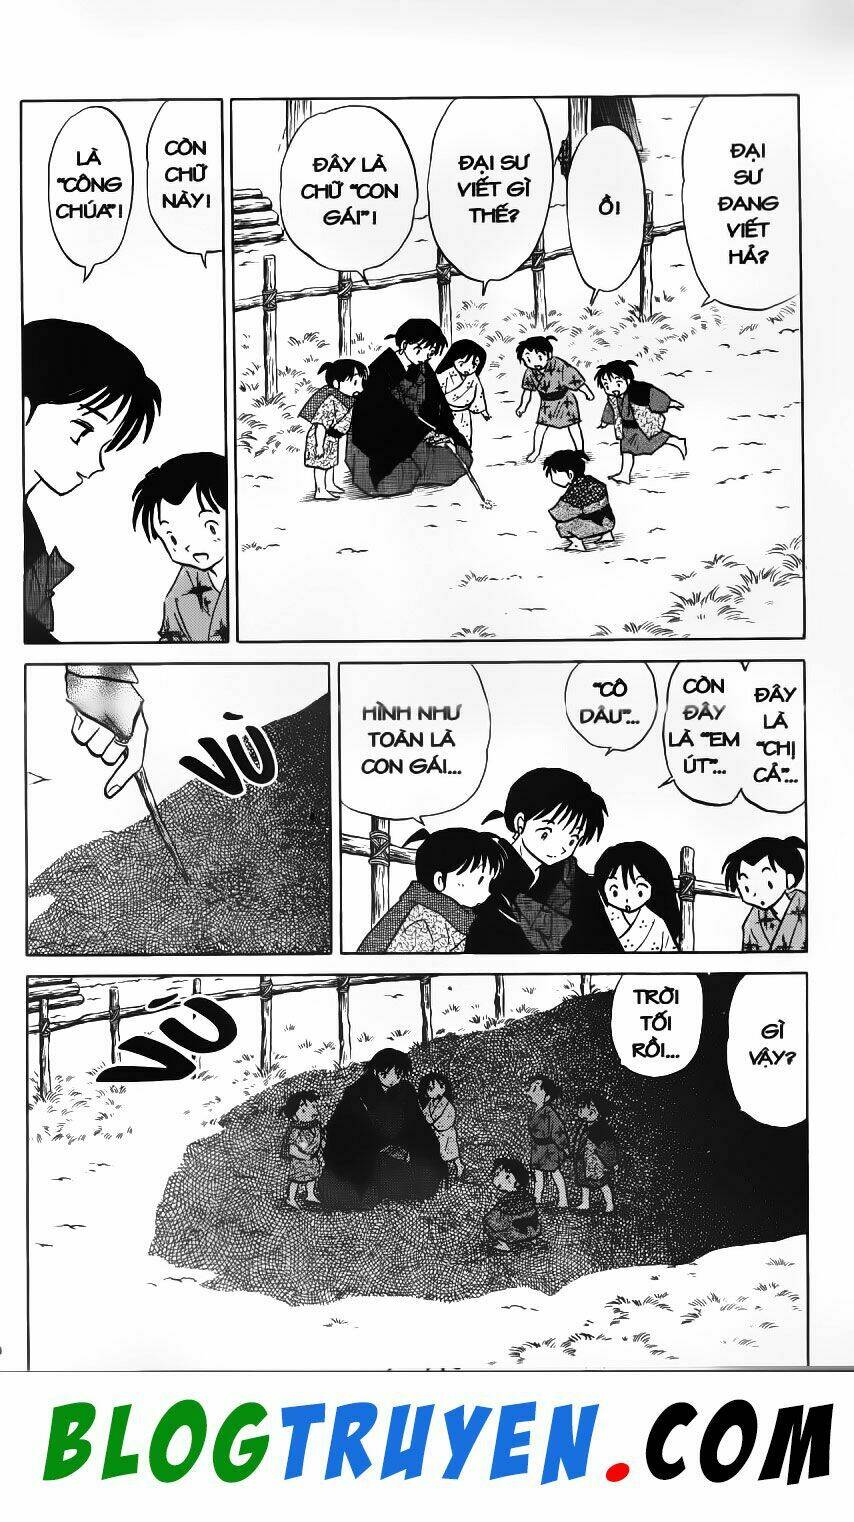 ĐẠI
SƯ
ĐANG
VIẾT
HẢ?
Ồ!
ĐẠI SƯ
VIẾT GÌ
THẾ?
ĐÂY LÀ
CHỮ "CON
GÁI"!
CÒN
CHỮ
NÀY!
LÀ
"CÔNG
CHÚA"!
ĐÂY
LÀ
"CHỊ
CẢ"...
CÒN
ĐÂY
LÀ "EM
ÚT"...
"CÔ
DÂU"...
HÌNH NHƯ
TOÀN LÀ
CON GÁI...
VÙ
GÌ
VẬY?
TRỜI
TỐI
RỒI...
VÚ
BLOGTRUYEN.COM